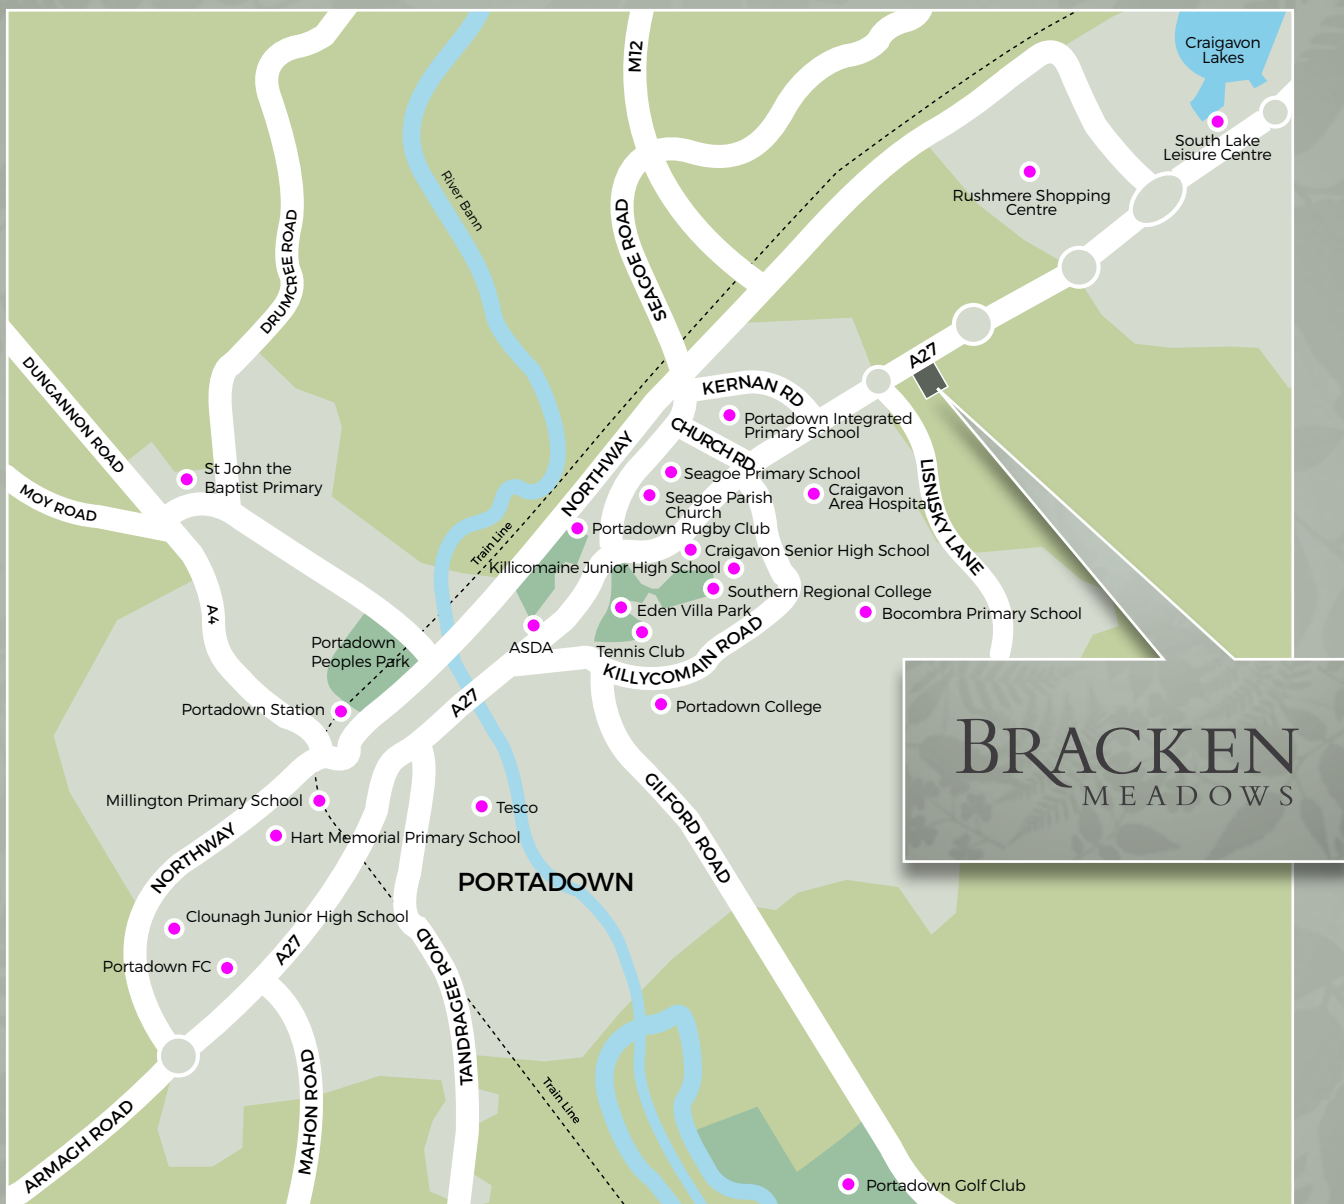 Craigavon
Lakes
M12
South Lake
Leisure Centre
River Bann
Rushmere Shopping
Centre
DRUMCREE ROAD
SEAGOE ROAD
A27
DUNGANNON ROAD
KERNAN RD
Portadown Integrated
Primary School
CHURCH RD
NORTHWAY
St John the
Baptist Primary
Seagoe Primary School
MOY ROAD
Seagoe Parish
Church
Craigavon
Area Hospital
LISNISKY LANE
Portadown Rugby Club
Train Line
Craigavon Senior High School
Killicomaine Junior High School
Southern Regional College
A4
Eden Villa Park
Bocombra Primary School
Portadown
Peoples Park
ASDA
Tennis Club
KILLYCOMAIN ROAD
A27
Portadown Station
Portadown College
BRACKEN
MEADOWS
Millington Primary School
Tesco
GILFORD ROAD
Hart Memorial Primary School
NORTHWAY
PORTADOWN
Clounagh Junior High School
A27
Portadown FC
TANDRAGEE ROAD
MAHON ROAD
Train Line
ARMAGH ROAD
Portadown Golf Club